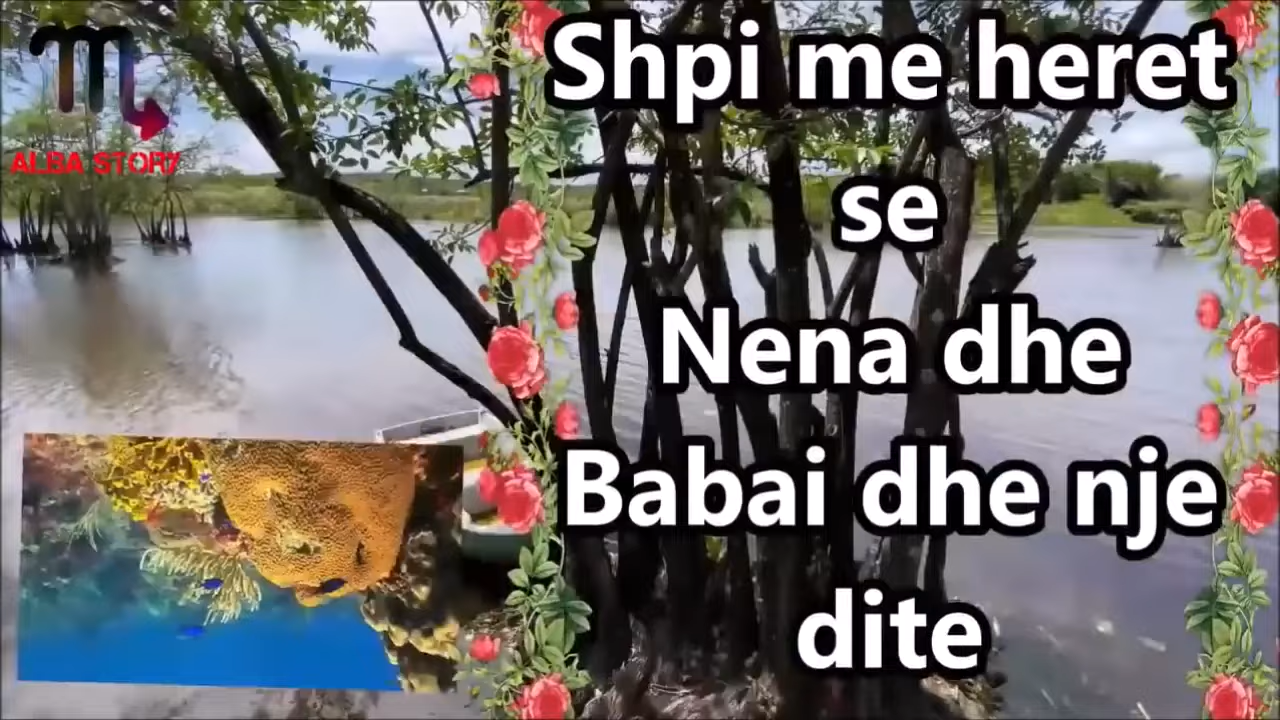 ALBA STORY
Shpi me heret
se
Nena dhe
Babai dhe nje
dite